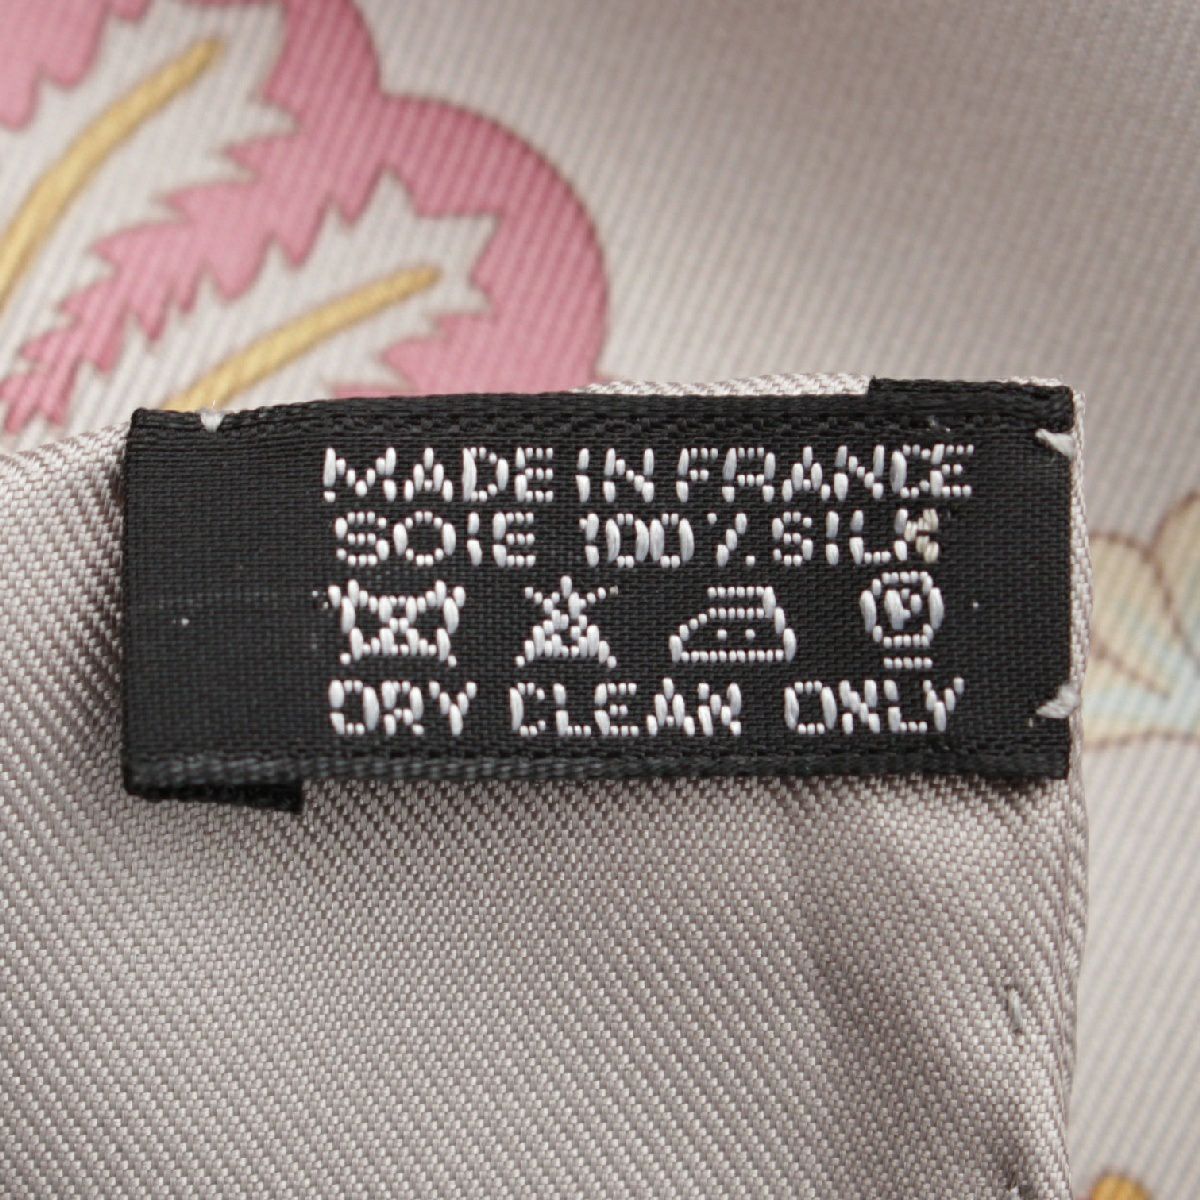 MADE IN FRANCE
SOIE 100% SILK
P
DRY CLEAN ONLY